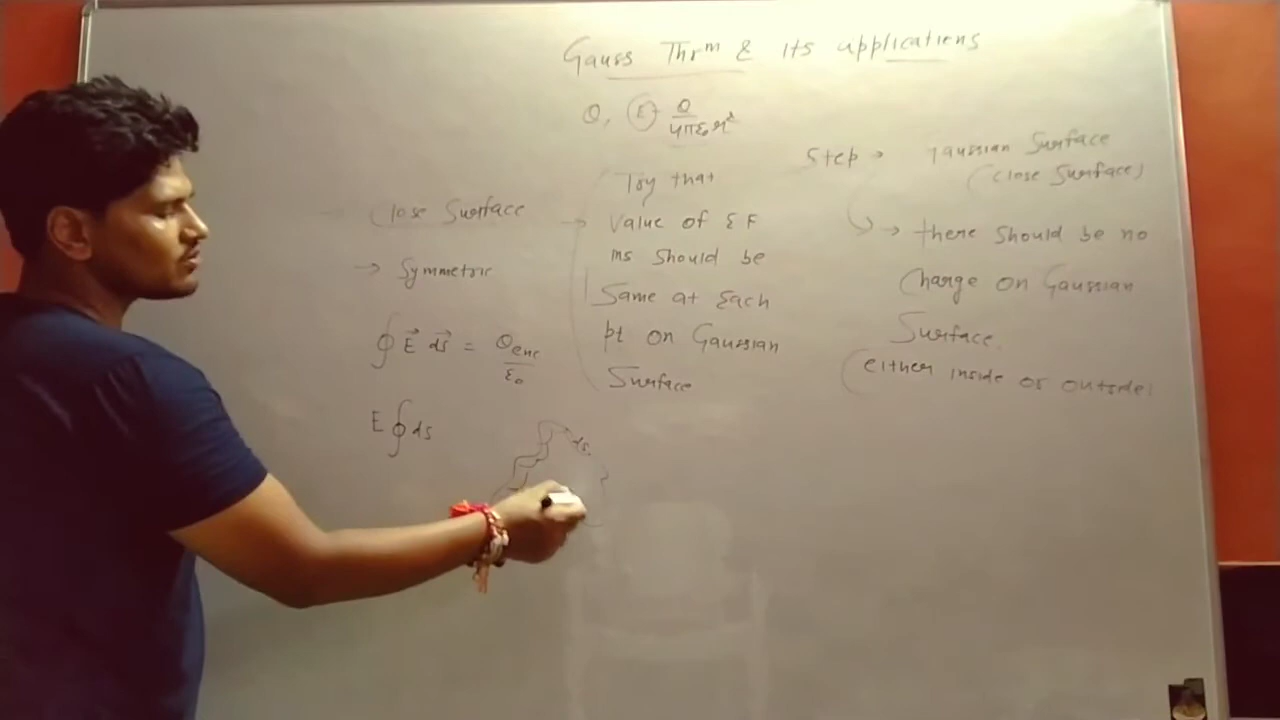 Gauss Thrm & its applications
Q, E → Q / 4πε₀r²
Step → Gaussian Surface
(Close Surface)
→ there should be no
Charge on Gaussian
Surface.
(either inside or outside)
Try that
Value of EF
should be
Same at Each
pt on Gaussian
Surface
Close Surface
→ Symmetric
∮ E⃗ d⃗s = Qenc / ε₀
E ∮ ds
ds